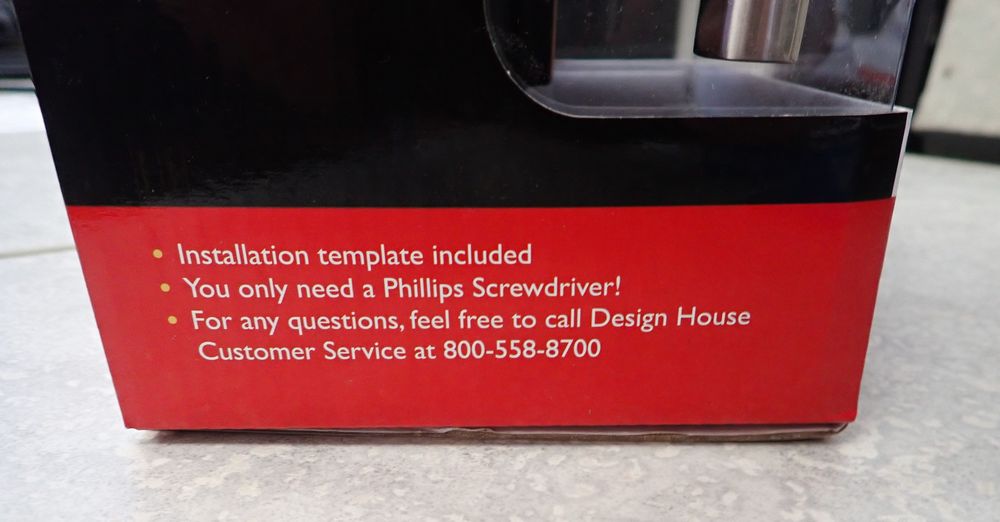 • Installation template included
• You only need a Phillips Screwdriver!
• For any questions, feel free to call Design House
Customer Service at 800-558-8700